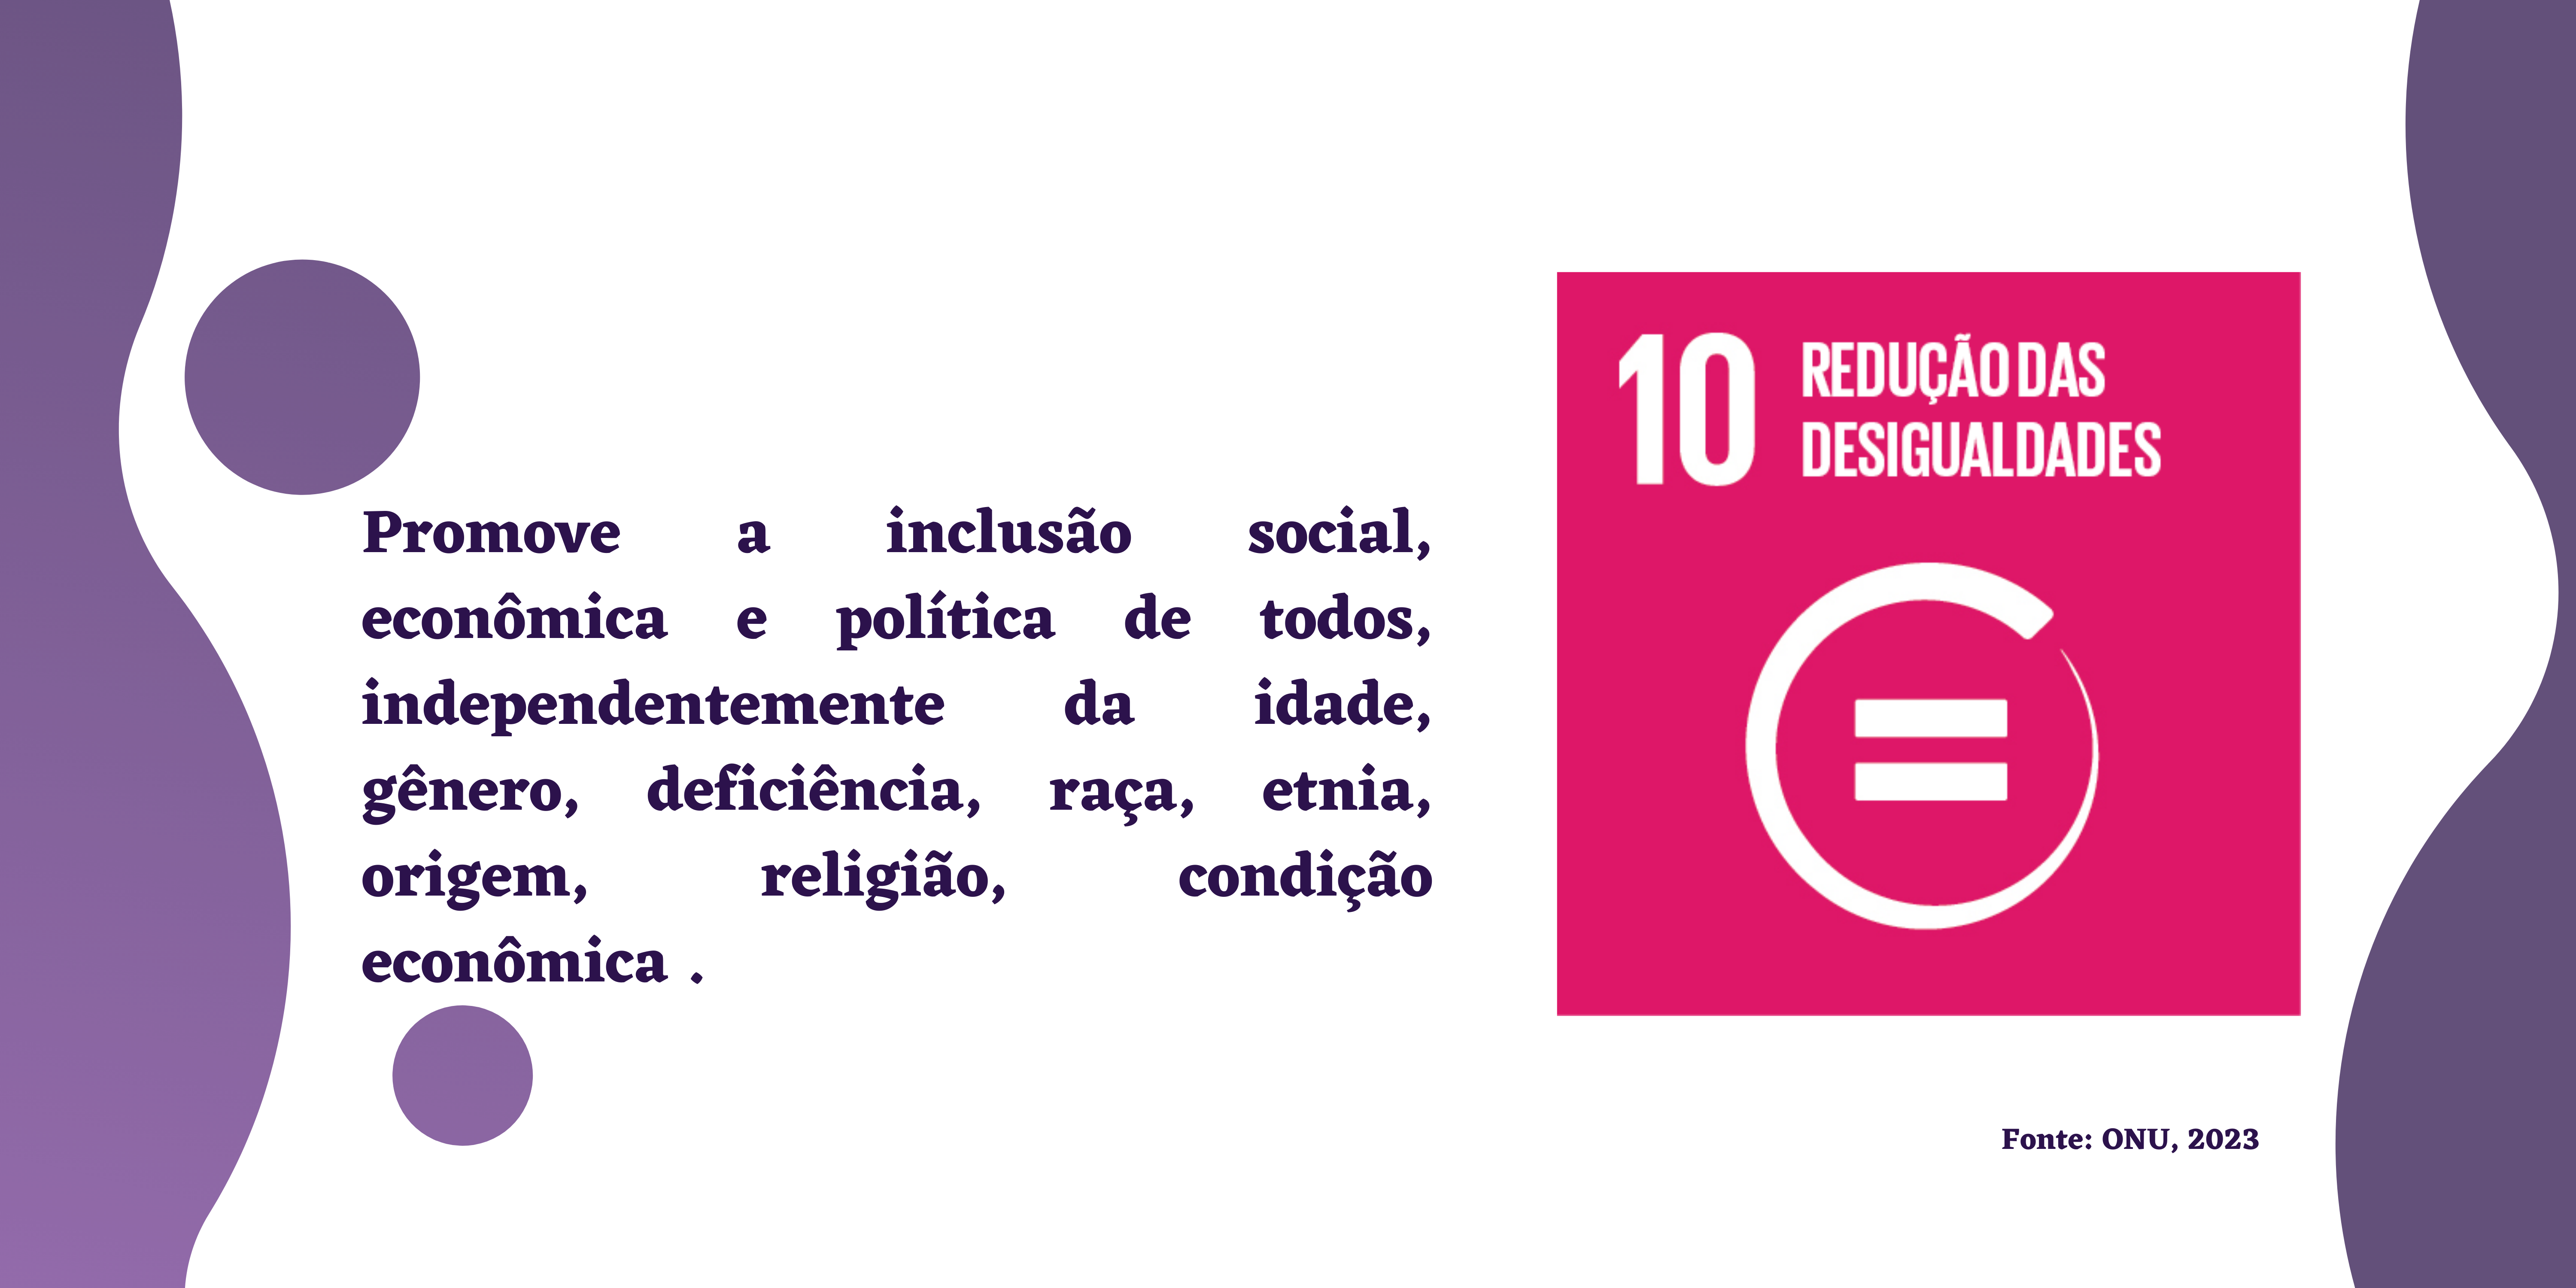 Promove a inclusão social,
econômica e política de todos,
independentemente da idade,
gênero, deficiência, raça, etnia,
origem, religião, condição
econômica .
10 REDUÇÃO DAS
DESIGUALDADES
Fonte: ONU, 2023